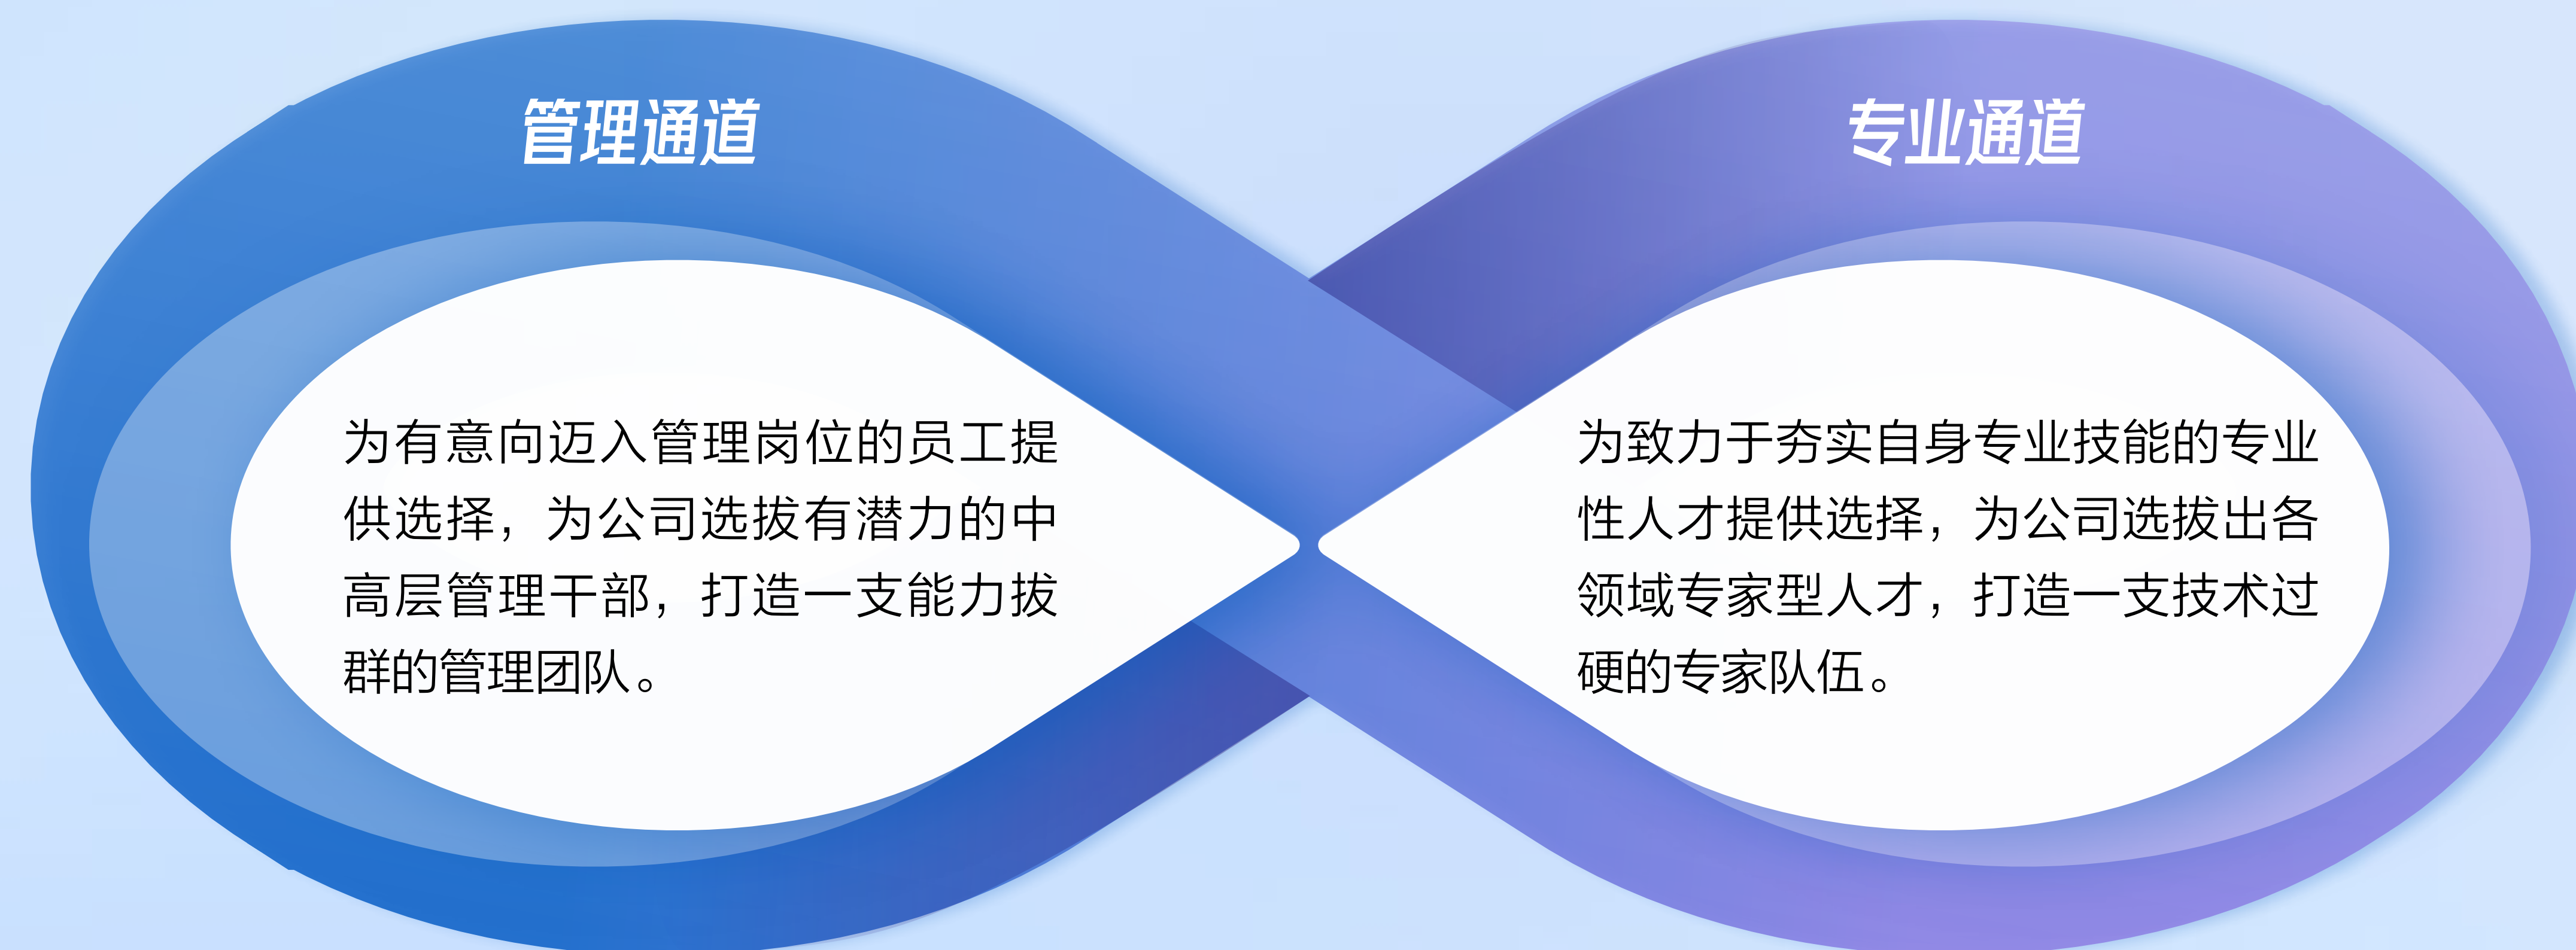 管理通道
为有意向迈入管理岗位的员工提
供选择，为公司选拔有潜力的中
高层管理干部，打造一支能力拔
群的管理团队。
专业通道
为致力于夯实自身专业技能的专业
性人才提供选择，为公司选拔出各
领域专家型人才，打造一支技术过
硬的专家队伍。